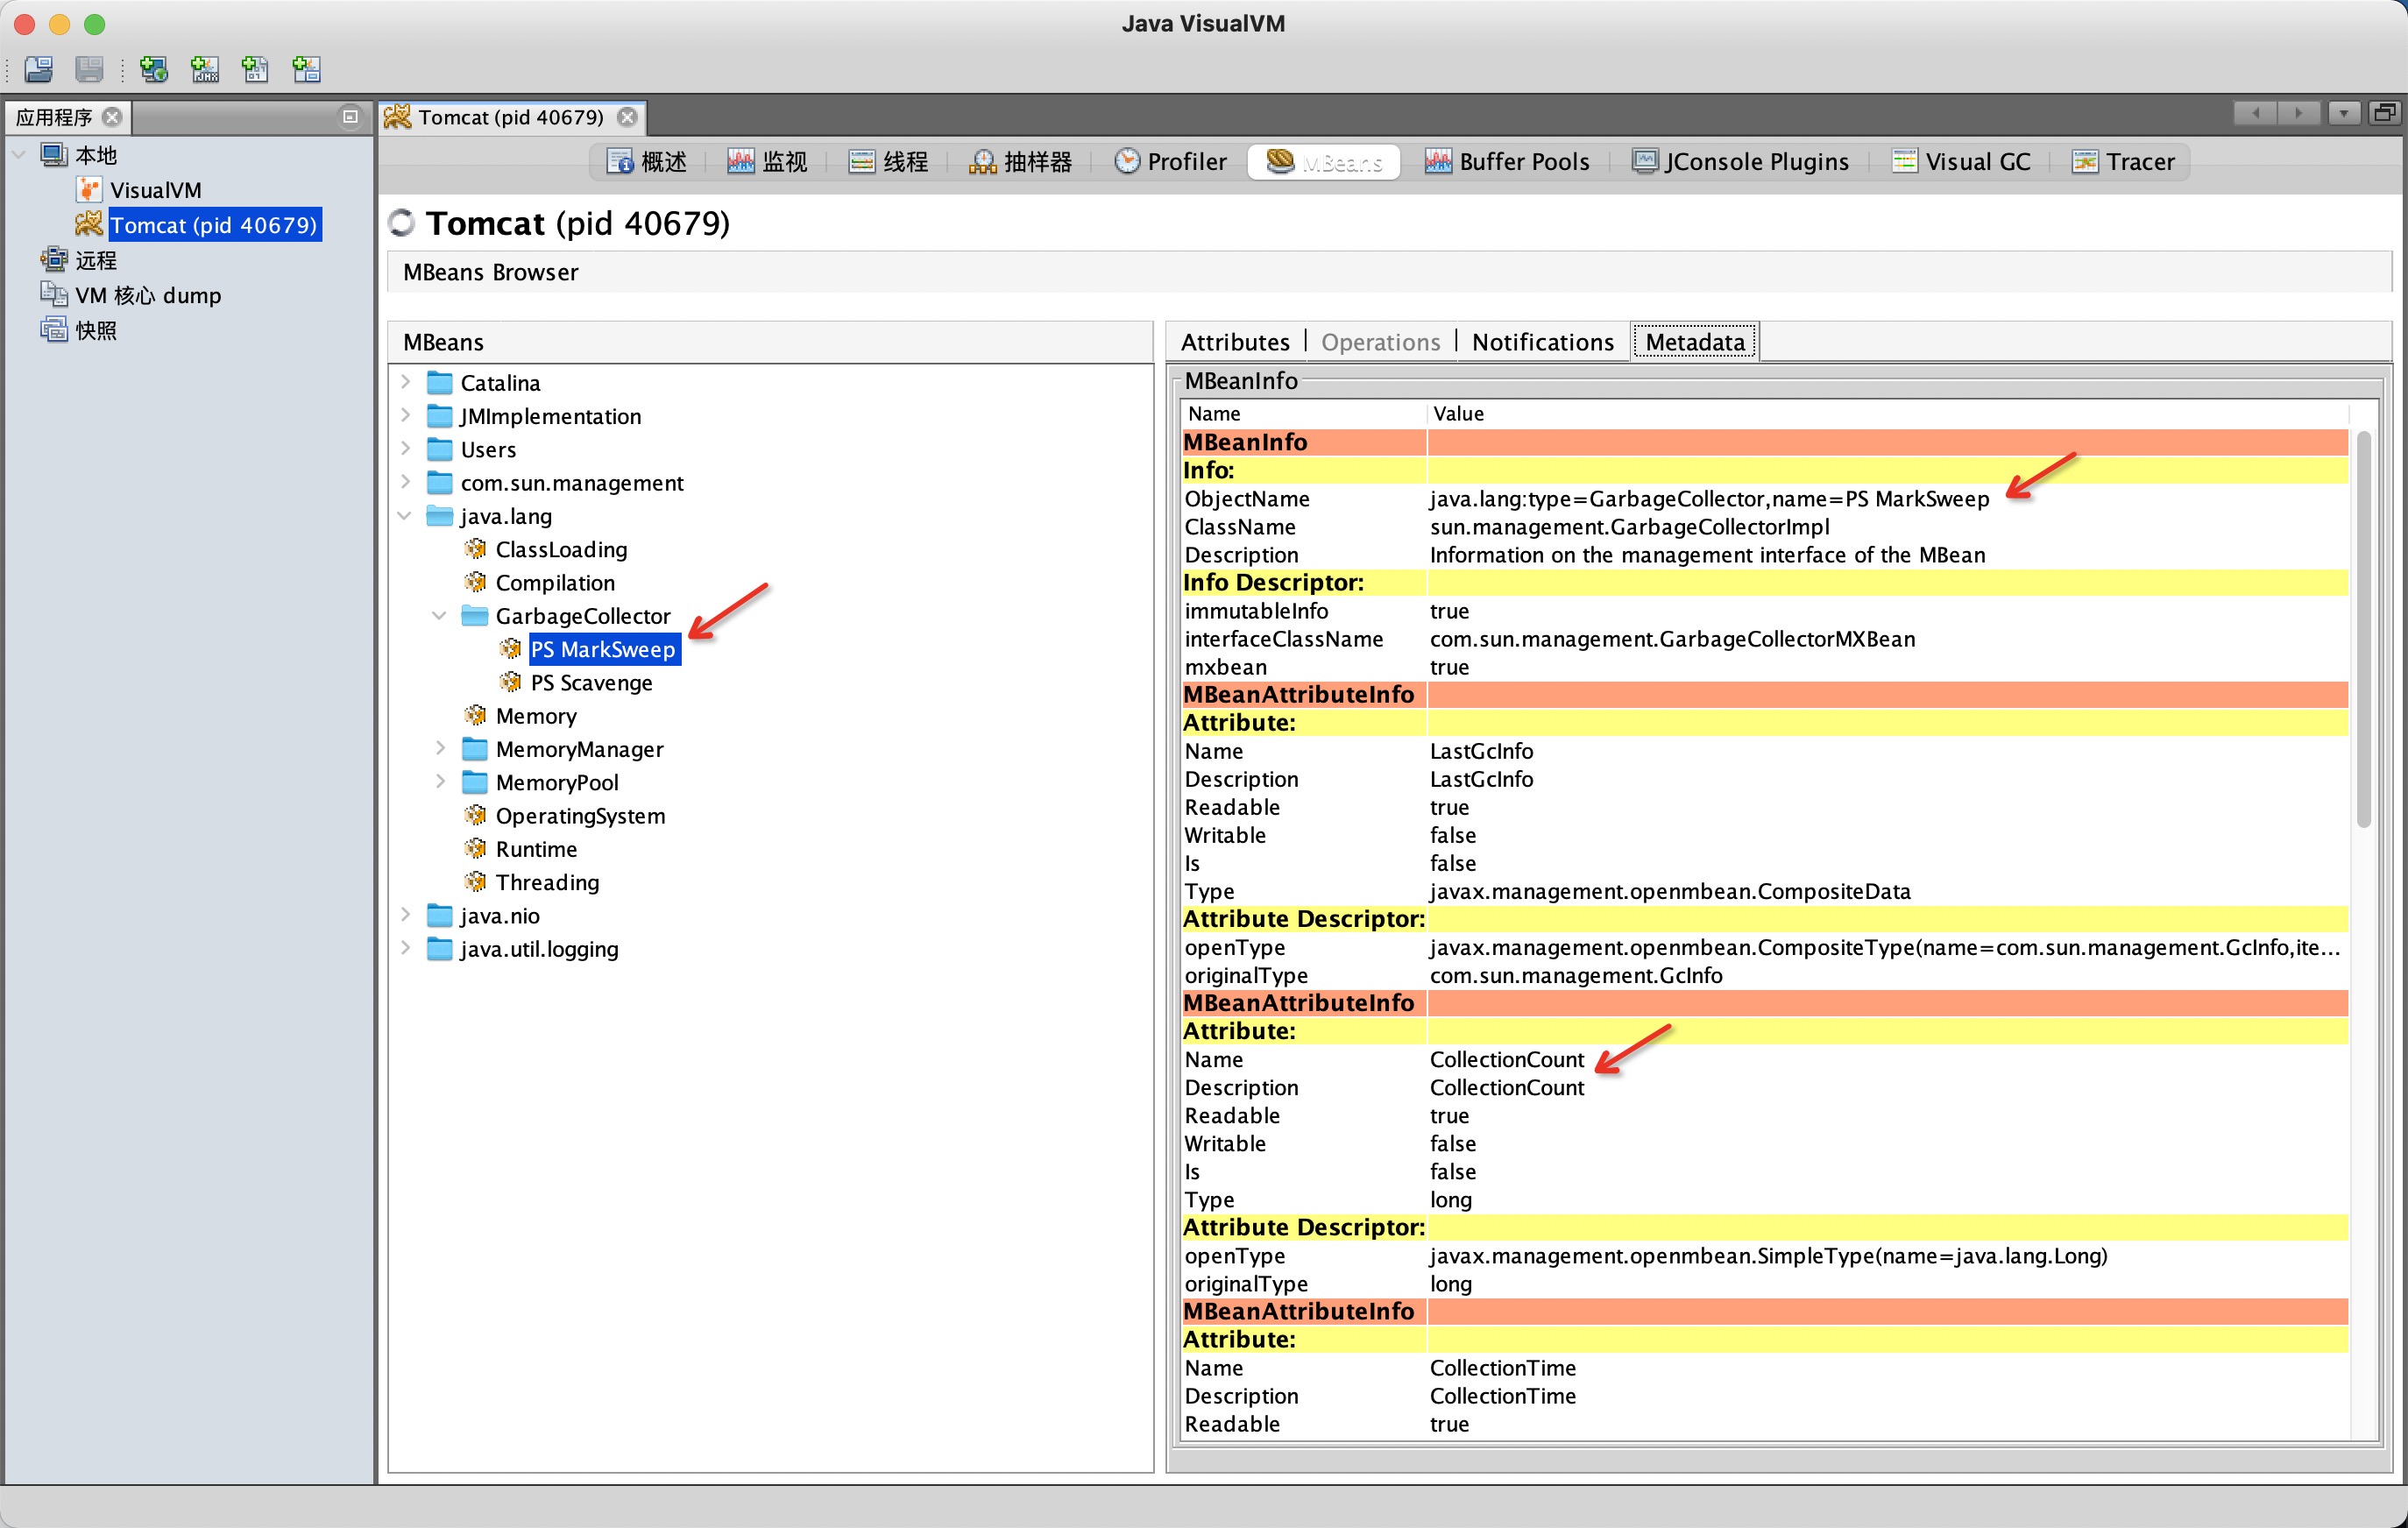 Java VisualVM
应用程序
Tomcat (pid 40679)
本地
VisualVM
Tomcat (pid 40679)
远程
VM 核心 dump
快照
概述
监视
线程
抽样器
Profiler
MBeans
Buffer Pools
JConsole Plugins
Visual GC
Tracer
Tomcat (pid 40679)
MBeans Browser
MBeans
Catalina
JMImplementation
Users
com.sun.management
java.lang
ClassLoading
Compilation
GarbageCollector
PS MarkSweep
PS Scavenge
Memory
MemoryManager
MemoryPool
OperatingSystem
Runtime
Threading
java.nio
java.util.logging
Attributes Operations Notifications Metadata
MBeanInfo
Name Value
MBeanInfo
Info:
ObjectName java.lang:type=GarbageCollector,name=PS MarkSweep
ClassName sun.management.GarbageCollectorImpl
Description Information on the management interface of the MBean
Info Descriptor:
immutableInfo true
interfaceClassName com.sun.management.GarbageCollectorMXBean
mxbean true
MBeanAttributeInfo
Attribute:
Name LastGcInfo
Description LastGcInfo
Readable true
Writable false
Is false
Type javax.management.openmbean.CompositeData
Attribute Descriptor:
openType javax.management.openmbean.CompositeType(name=com.sun.management.GcInfo,ite...
originalType com.sun.management.GcInfo
MBeanAttributeInfo
Attribute:
Name CollectionCount
Description CollectionCount
Readable true
Writable false
Is false
Type long
Attribute Descriptor:
openType javax.management.openmbean.SimpleType(name=java.lang.Long)
originalType long
MBeanAttributeInfo
Attribute:
Name CollectionTime
Description CollectionTime
Readable true